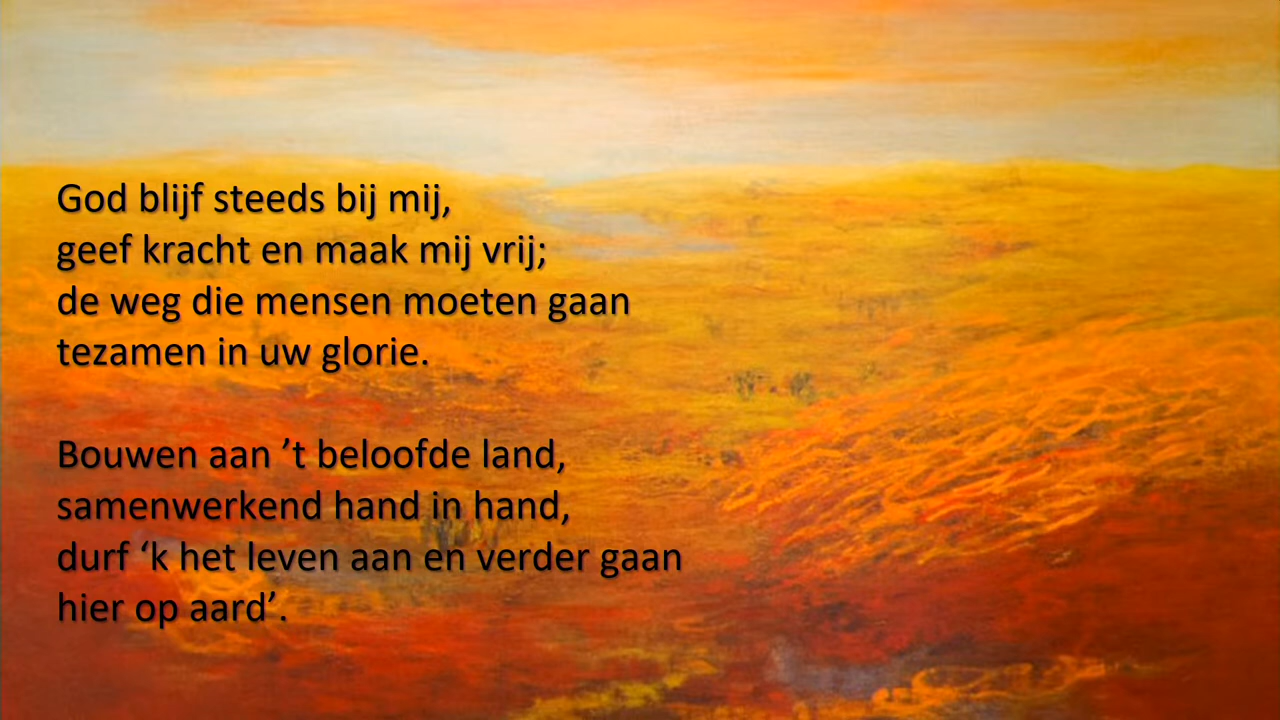 God blijf steeds bij mij,
geef kracht en maak mij vrij;
de weg die mensen moeten gaan
tezamen in uw glorie.
Bouwen aan ’t beloofde land,
samenwerkend hand in hand,
durf ‘k het leven aan en verder gaan
hier op aard’.